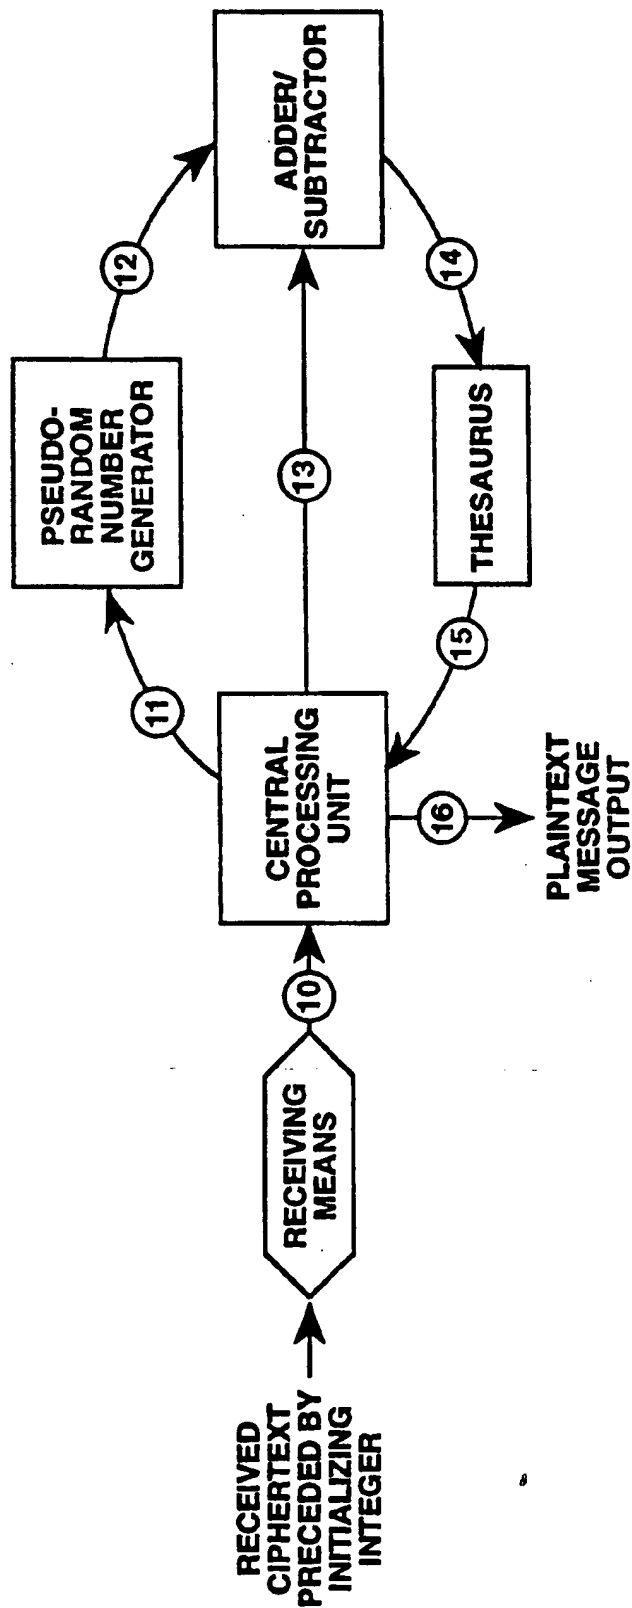 RECEIVED
CIPHERTEXT
PRECEDED BY
INITIALIZING
INTEGER
RECEIVING
MEANS
10
CENTRAL
PROCESSING
UNIT
11
PSEUDO-
RANDOM
NUMBER
GENERATOR
12
13
ADDER/
SUBTRACTOR
14
THESAURUS
15
16
PLAINTEXT
MESSAGE
OUTPUT